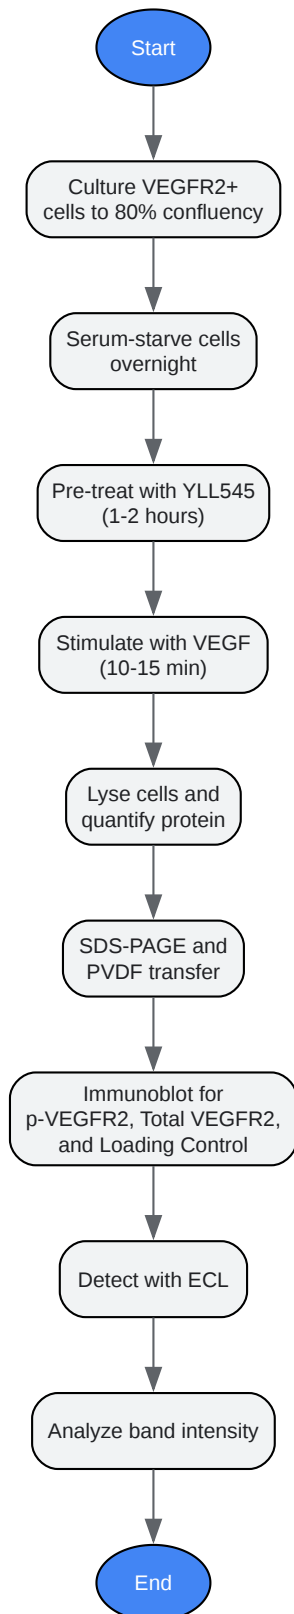 Start
Culture VEGFR2+
cells to 80% confluency
Serum-starve cells
overnight
Pre-treat with YLL545
(1-2 hours)
Stimulate with VEGF
(10-15 min)
Lyse cells and
quantify protein
SDS-PAGE and
PVDF transfer
Immunoblot for
p-VEGFR2, Total VEGFR2,
and Loading Control
Detect with ECL
Analyze band intensity
End